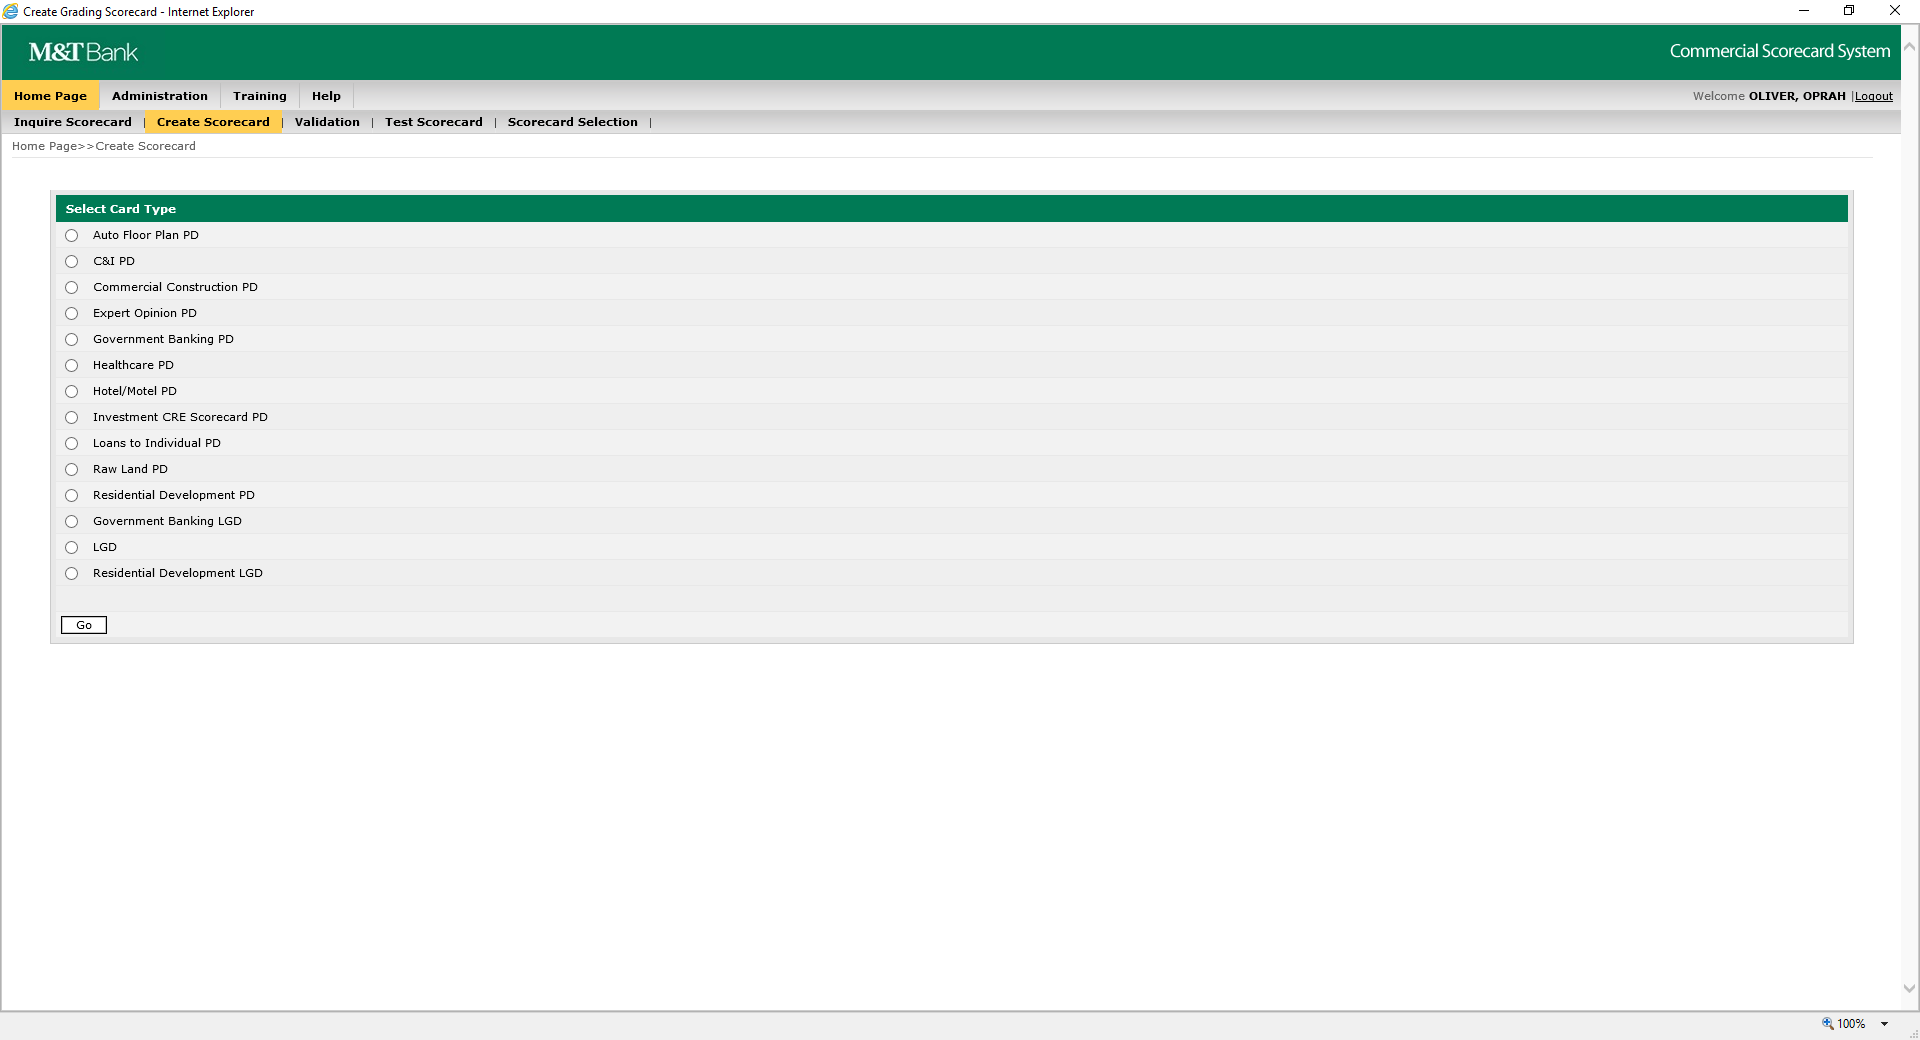 Create Grading Scorecard - Internet Explorer
M&T Bank
Commercial Scorecard System
Home Page Administration Training Help Welcome OLIVER, OPRAH |Logout
Inquire Scorecard | Create Scorecard | Validation | Test Scorecard | Scorecard Selection |
Home Page>>Create Scorecard
Select Card Type
Auto Floor Plan PD
C&I PD
Commercial Construction PD
Expert Opinion PD
Government Banking PD
Healthcare PD
Hotel/Motel PD
Investment CRE Scorecard PD
Loans to Individual PD
Raw Land PD
Residential Development PD
Government Banking LGD
LGD
Residential Development LGD
Go
100%